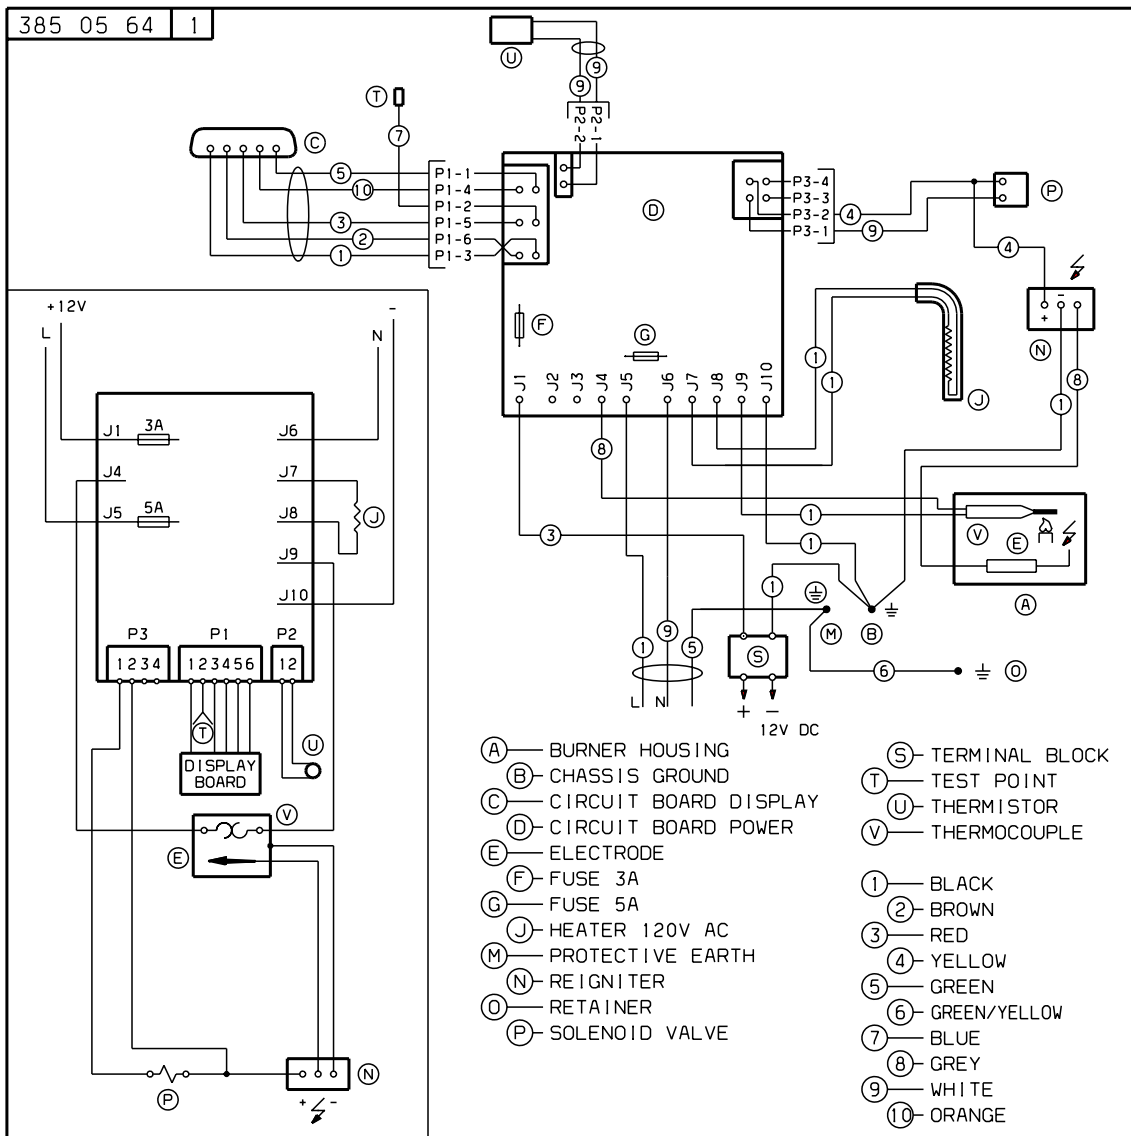 385 05 64 1
U
9
9
P2-2
P2-1
T
7
C
5
10
3
2
1
P1-1
P1-4
P1-2
P1-5
P1-6
P1-3
D
P3-4
P3-3
P3-2
P3-1
4
9
P
4
+ -
N
F
G
J1
J2
J3
J4
J5
J6
J7
J8
J9
J10
1
1
J
8
1
8
3
1
1
V
E
A
1
M
B
1
9
5
S
6
O
L N
+ -
12V DC
+12V
-
L
N
J1 3A
J4
J5 5A
J6
J7
J8
J9
J10
J
P3
P1
P2
1234
123456
12
T
U
DISPLAY
BOARD
V
E
P
N
+ -
A BURNER HOUSING
B CHASSIS GROUND
C CIRCUIT BOARD DISPLAY
D CIRCUIT BOARD POWER
E ELECTRODE
F FUSE 3A
G FUSE 5A
J HEATER 120V AC
M PROTECTIVE EARTH
N REIGNITER
O RETAINER
P SOLENOID VALVE
S TERMINAL BLOCK
T TEST POINT
U THERMISTOR
V THERMOCOUPLE
1 BLACK
2 BROWN
3 RED
4 YELLOW
5 GREEN
6 GREEN/YELLOW
7 BLUE
8 GREY
9 WHITE
10 ORANGE